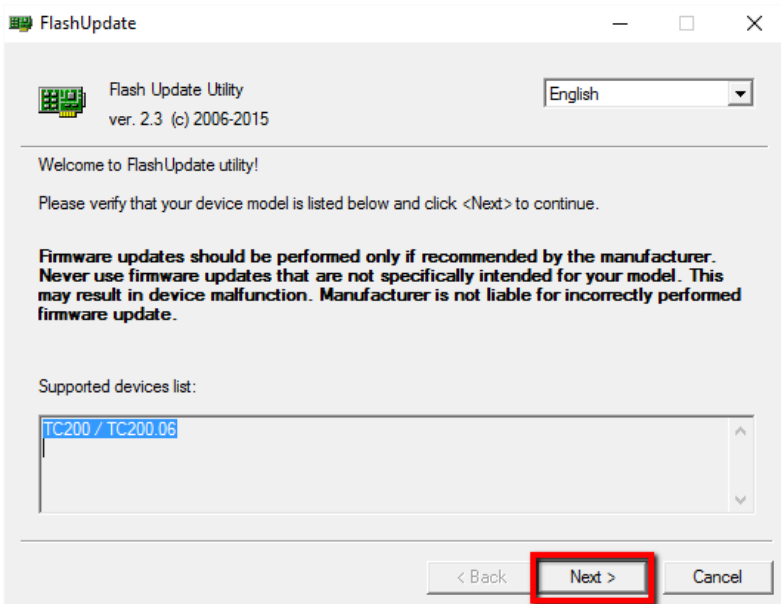 FlashUpdate
Flash Update Utility
English
ver. 2.3 (c) 2006-2015
Welcome to FlashUpdate utility!
Please verify that your device model is listed below and click <Next> to continue.
Firmware updates should be performed only if recommended by the manufacturer.
Never use firmware updates that are not specifically intended for your model. This
may result in device malfunction. Manufacturer is not liable for incorrectly performed
firmware update.
Supported devices list:
TC200 / TC200.06
< Back
Next >
Cancel